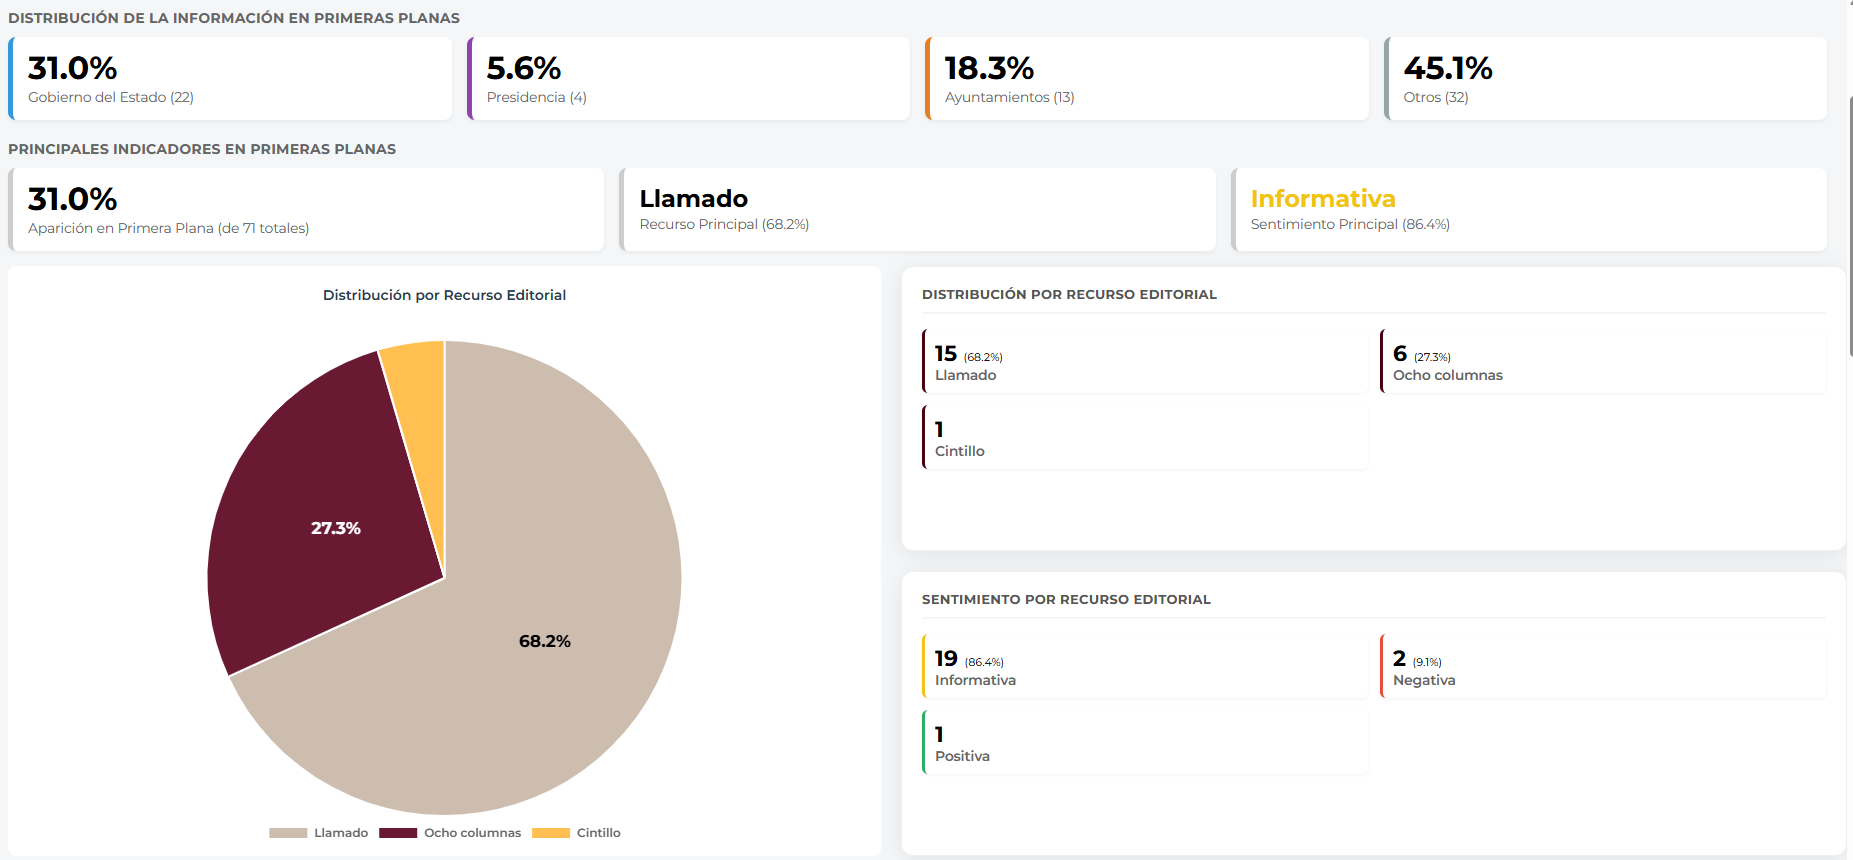 DISTRIBUCIÓN DE LA INFORMACIÓN EN PRIMERAS PLANAS
31.0%
Gobierno del Estado (22)
5.6%
Presidencia (4)
18.3%
Ayuntamientos (13)
45.1%
Otros (32)
PRINCIPALES INDICADORES EN PRIMERAS PLANAS
31.0%
Aparición en Primera Plana (de 71 totales)
Llamado
Recurso Principal (68.2%)
Informativa
Sentimiento Principal (86.4%)
Distribución por Recurso Editorial
27.3%
68.2%
Llamado
Ocho columnas
Cintillo
DISTRIBUCIÓN POR RECURSO EDITORIAL
15 (68.2%)
Llamado
6 (27.3%)
Ocho columnas
1
Cintillo
SENTIMIENTO POR RECURSO EDITORIAL
19 (86.4%)
Informativa
2 (9.1%)
Negativa
1
Positiva